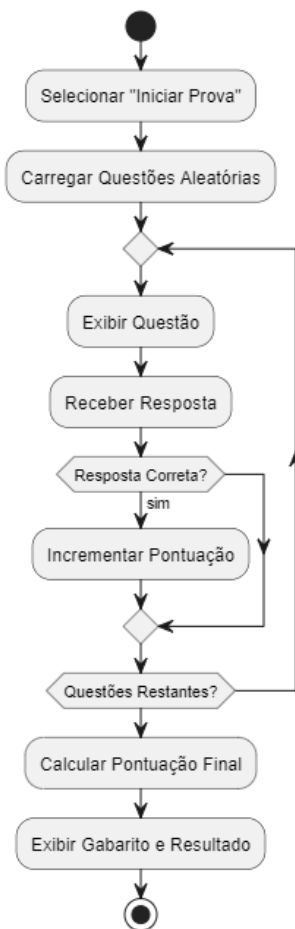 Selecionar "Iniciar Prova"
Carregar Questões Aleatórias
Exibir Questão
Receber Resposta
Resposta Correta?
sim
Incrementar Pontuação
Questões Restantes?
Calcular Pontuação Final
Exibir Gabarito e Resultado